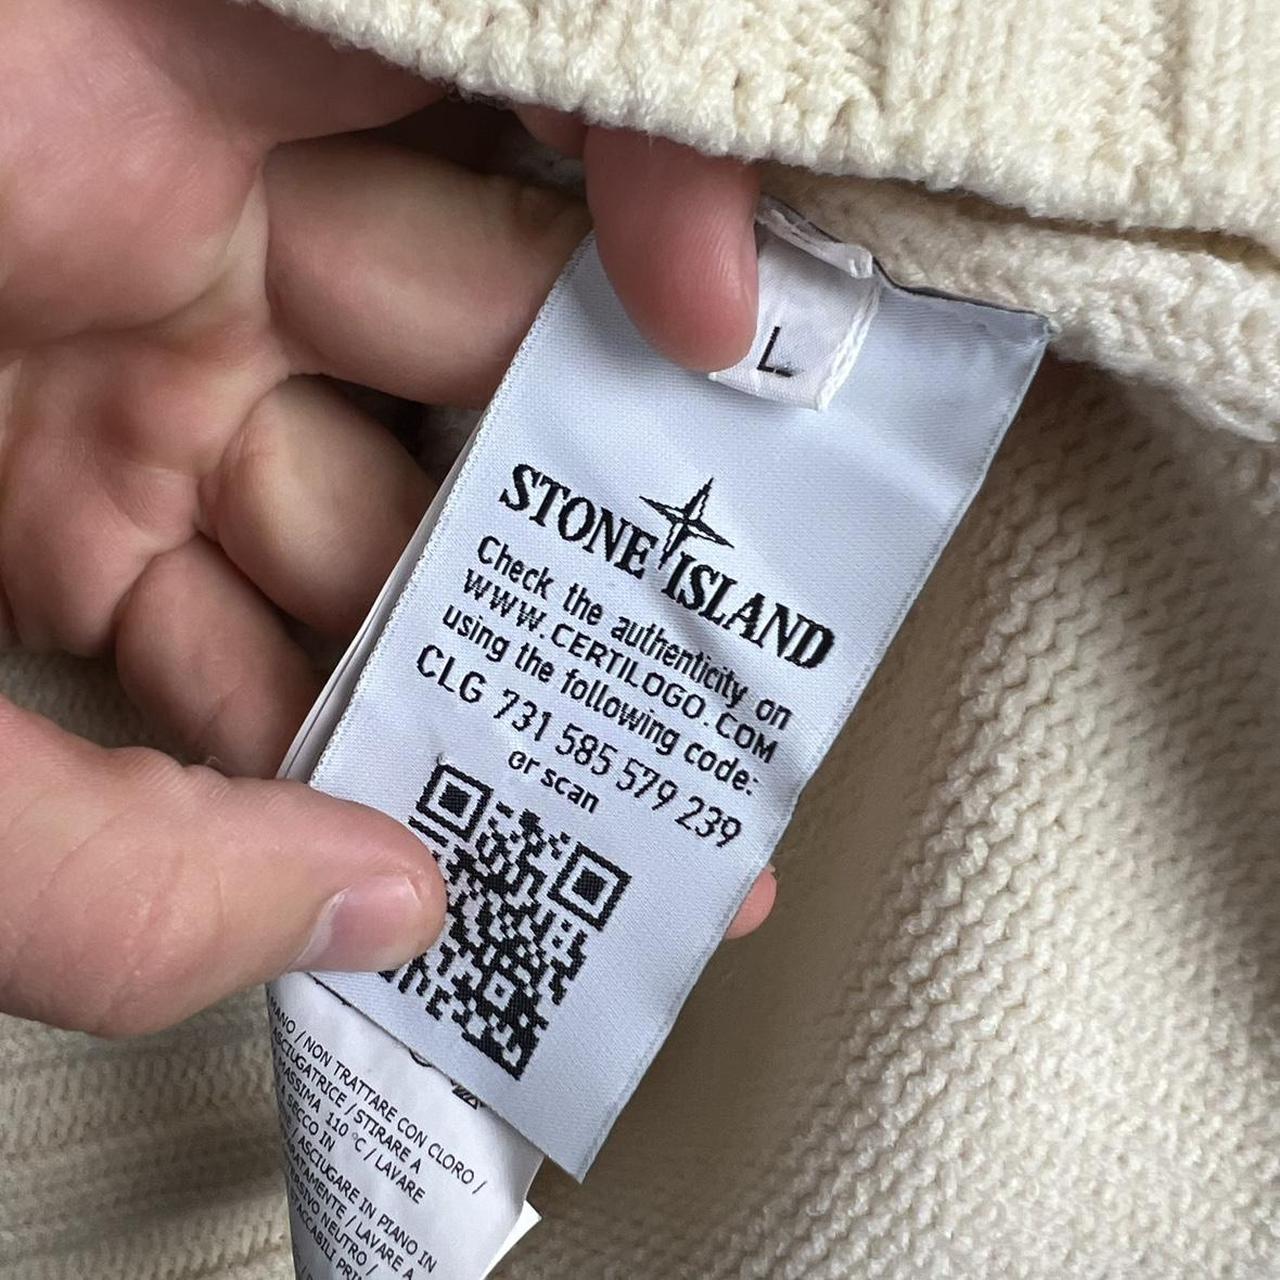 L
STONE ISLAND
Check the authenticity on
WWW.CERTILOGO.COM
using the following code:
CLG 731 585 579 239
or scan
MANO / NON TRATTARE CON CLORO /
ASCIUGATRICE / STIRARE A
MASSIMA 110 °C / LAVARE
A SECCO IN
/ ASCIUGARE IN PIANO IN
/ LAVARE A
NEUTRO /